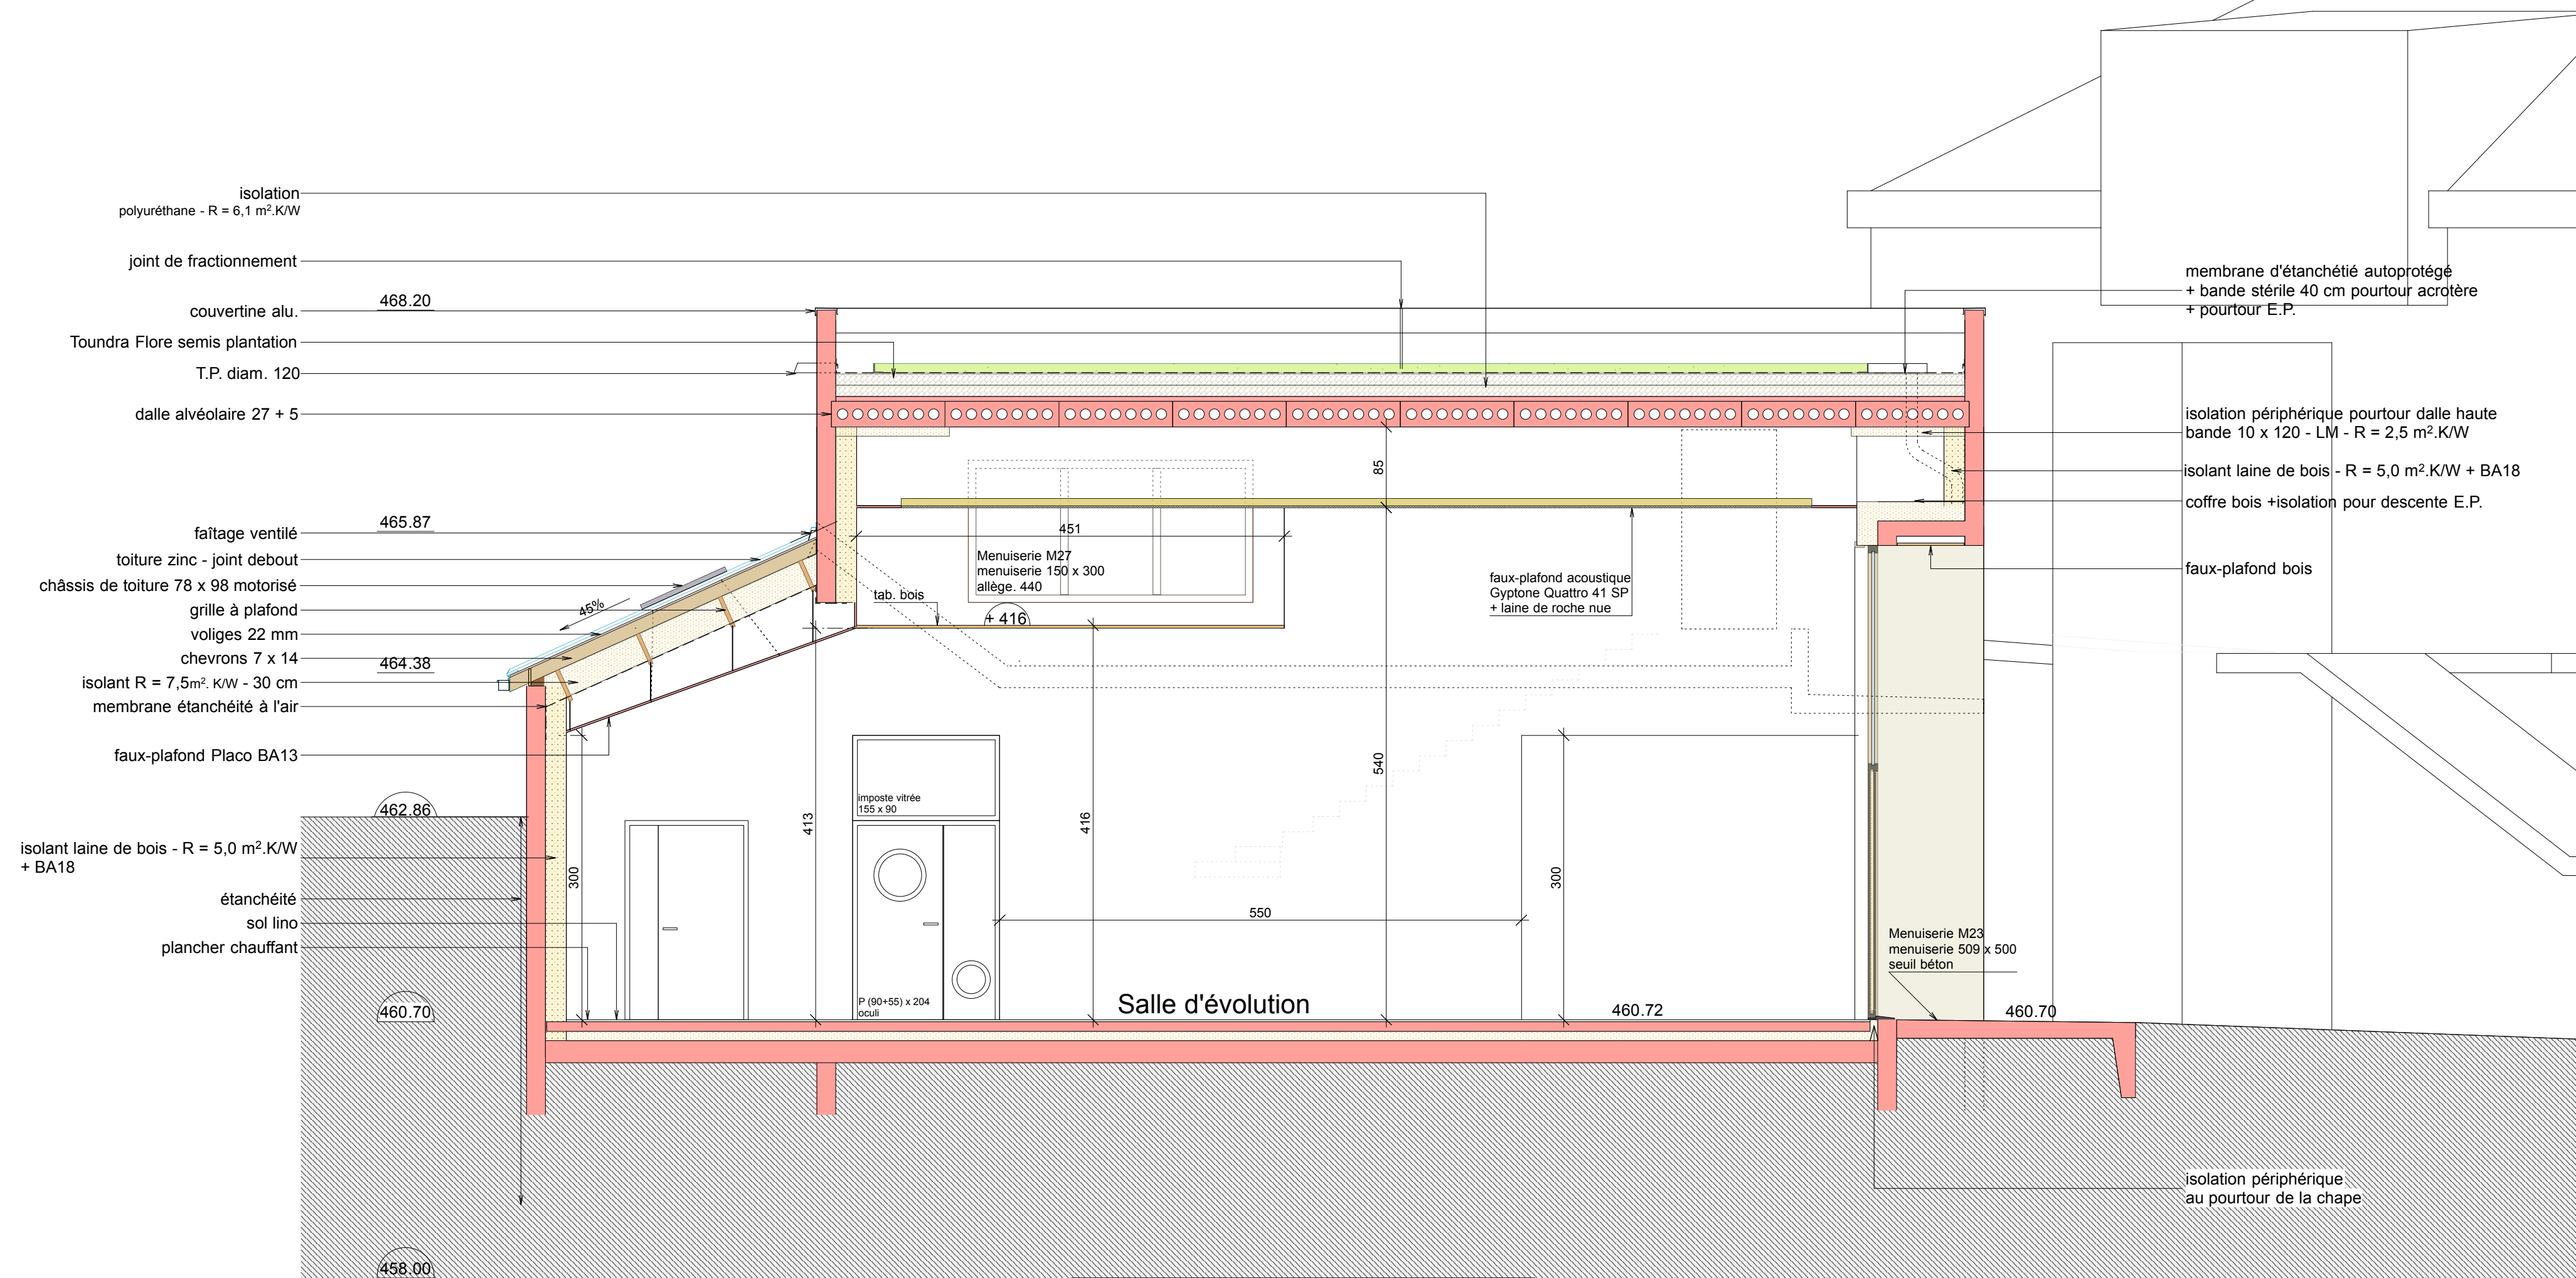 isolation
polyuréthane - R = 6,1 m².K/W
joint de fractionnement
468.20
couvertine alu.
Toundra Flore semis plantation
T.P. diam. 120
dalle alvéolaire 27 + 5
465.87
faîtage ventilé
toiture zinc - joint debout
châssis de toiture 78 x 98 motorisé
grille à plafond
voliges 22 mm
chevrons 7 x 14
464.38
isolant R = 7,5m². K/W - 30 cm
membrane étanchéité à l'air
faux-plafond Placo BA13
462.86
isolant laine de bois - R = 5,0 m².K/W
+ BA18
étanchéité
sol lino
plancher chauffant
460.70
458.00
45%
300
413
imposte vitrée
155 x 90
P (90+55) x 204
oculi
tab. bois
451
Menuiserie M27
menuiserie 150 x 300
allège. 440
+ 416
416
85
540
550
Salle d'évolution
faux-plafond acoustique
Gyptone Quattro 41 SP
+ laine de roche nue
300
460.72
Menuiserie M23
menuiserie 509 x 500
seuil béton
460.70
membrane d'étanchétié autoprotégé
+ bande stérile 40 cm pourtour acrotère
+ pourtour E.P.
isolation périphérique pourtour dalle haute
bande 10 x 120 - LM - R = 2,5 m².K/W
isolant laine de bois - R = 5,0 m².K/W + BA18
coffre bois +isolation pour descente E.P.
faux-plafond bois
isolation périphérique
au pourtour de la chape